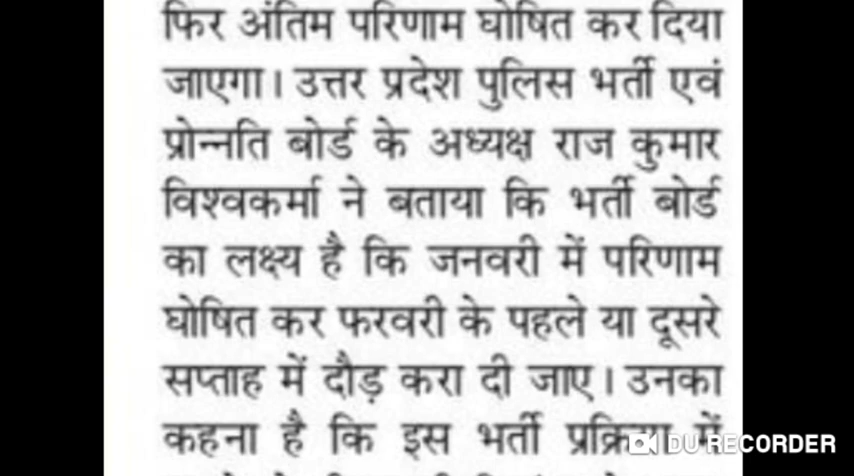 फिर अंतिम परिणाम घोषित कर दिया
जाएगा। उत्तर प्रदेश पुलिस भर्ती एवं
प्रोन्नति बोर्ड के अध्यक्ष राज कुमार
विश्वकर्मा ने बताया कि भर्ती बोर्ड
का लक्ष्य है कि जनवरी में परिणाम
घोषित कर फरवरी के पहले या दूसरे
सप्ताह में दौड़ करा दी जाए। उनका
कहना है कि इस भर्ती प्रक्रिया में
DU RECORDER